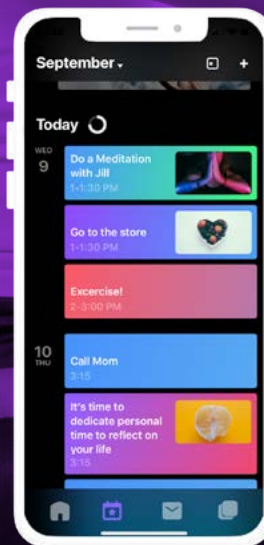 September
Today
WED
9
Do a Meditation
with Jill
1-1:30 PM
Go to the store
1-1:30 PM
Excercise!
2-3:00 PM
10
THU
Call Mom
3:15
It's time to
dedicate personal
time to reflect on
your life
3:15